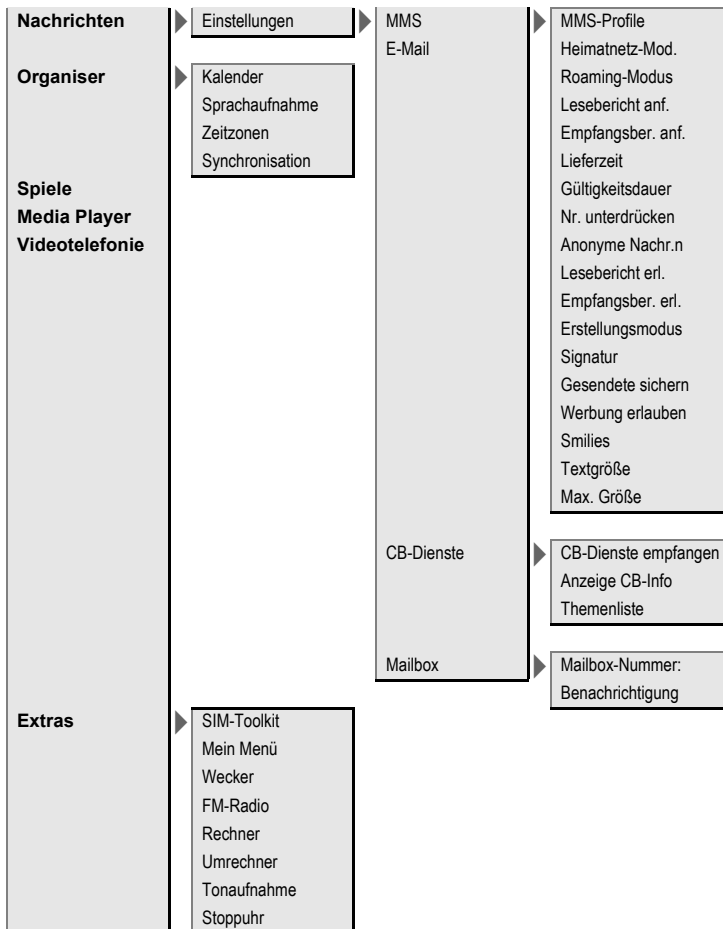 Nachrichten
Einstellungen
MMS
E-Mail
MMS-Profile
Heimatnetz-Mod.
Roaming-Modus
Lesebericht anf.
Empfangsber. anf.
Lieferzeit
Gültigkeitsdauer
Nr. unterdrücken
Anonyme Nachr.n
Lesebericht erl.
Empfangsber. erl.
Erstellungsmodus
Signatur
Gesendete sichern
Werbung erlauben
Smilies
Textgröße
Max. Größe
CB-Dienste
CB-Dienste empfangen
Anzeige CB-Info
Themenliste
Mailbox
Mailbox-Nummer:
Benachrichtigung
Organiser
Kalender
Sprachaufnahme
Zeitzonen
Synchronisation
Spiele
Media Player
Videotelefonie
Extras
SIM-Toolkit
Mein Menü
Wecker
FM-Radio
Rechner
Umrechner
Tonaufnahme
Stoppuhr